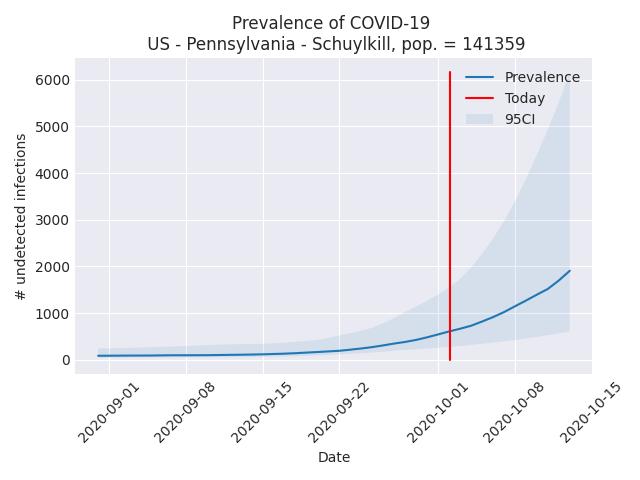 Prevalence of COVID-19
US - Pennsylvania - Schuylkill, pop. = 141359
Prevalence
Today
95CI
# undetected infections
6000
5000
4000
3000
2000
1000
0
2020-09-01
2020-09-08
2020-09-15
2020-09-22
2020-10-01
2020-10-08
2020-10-15
Date